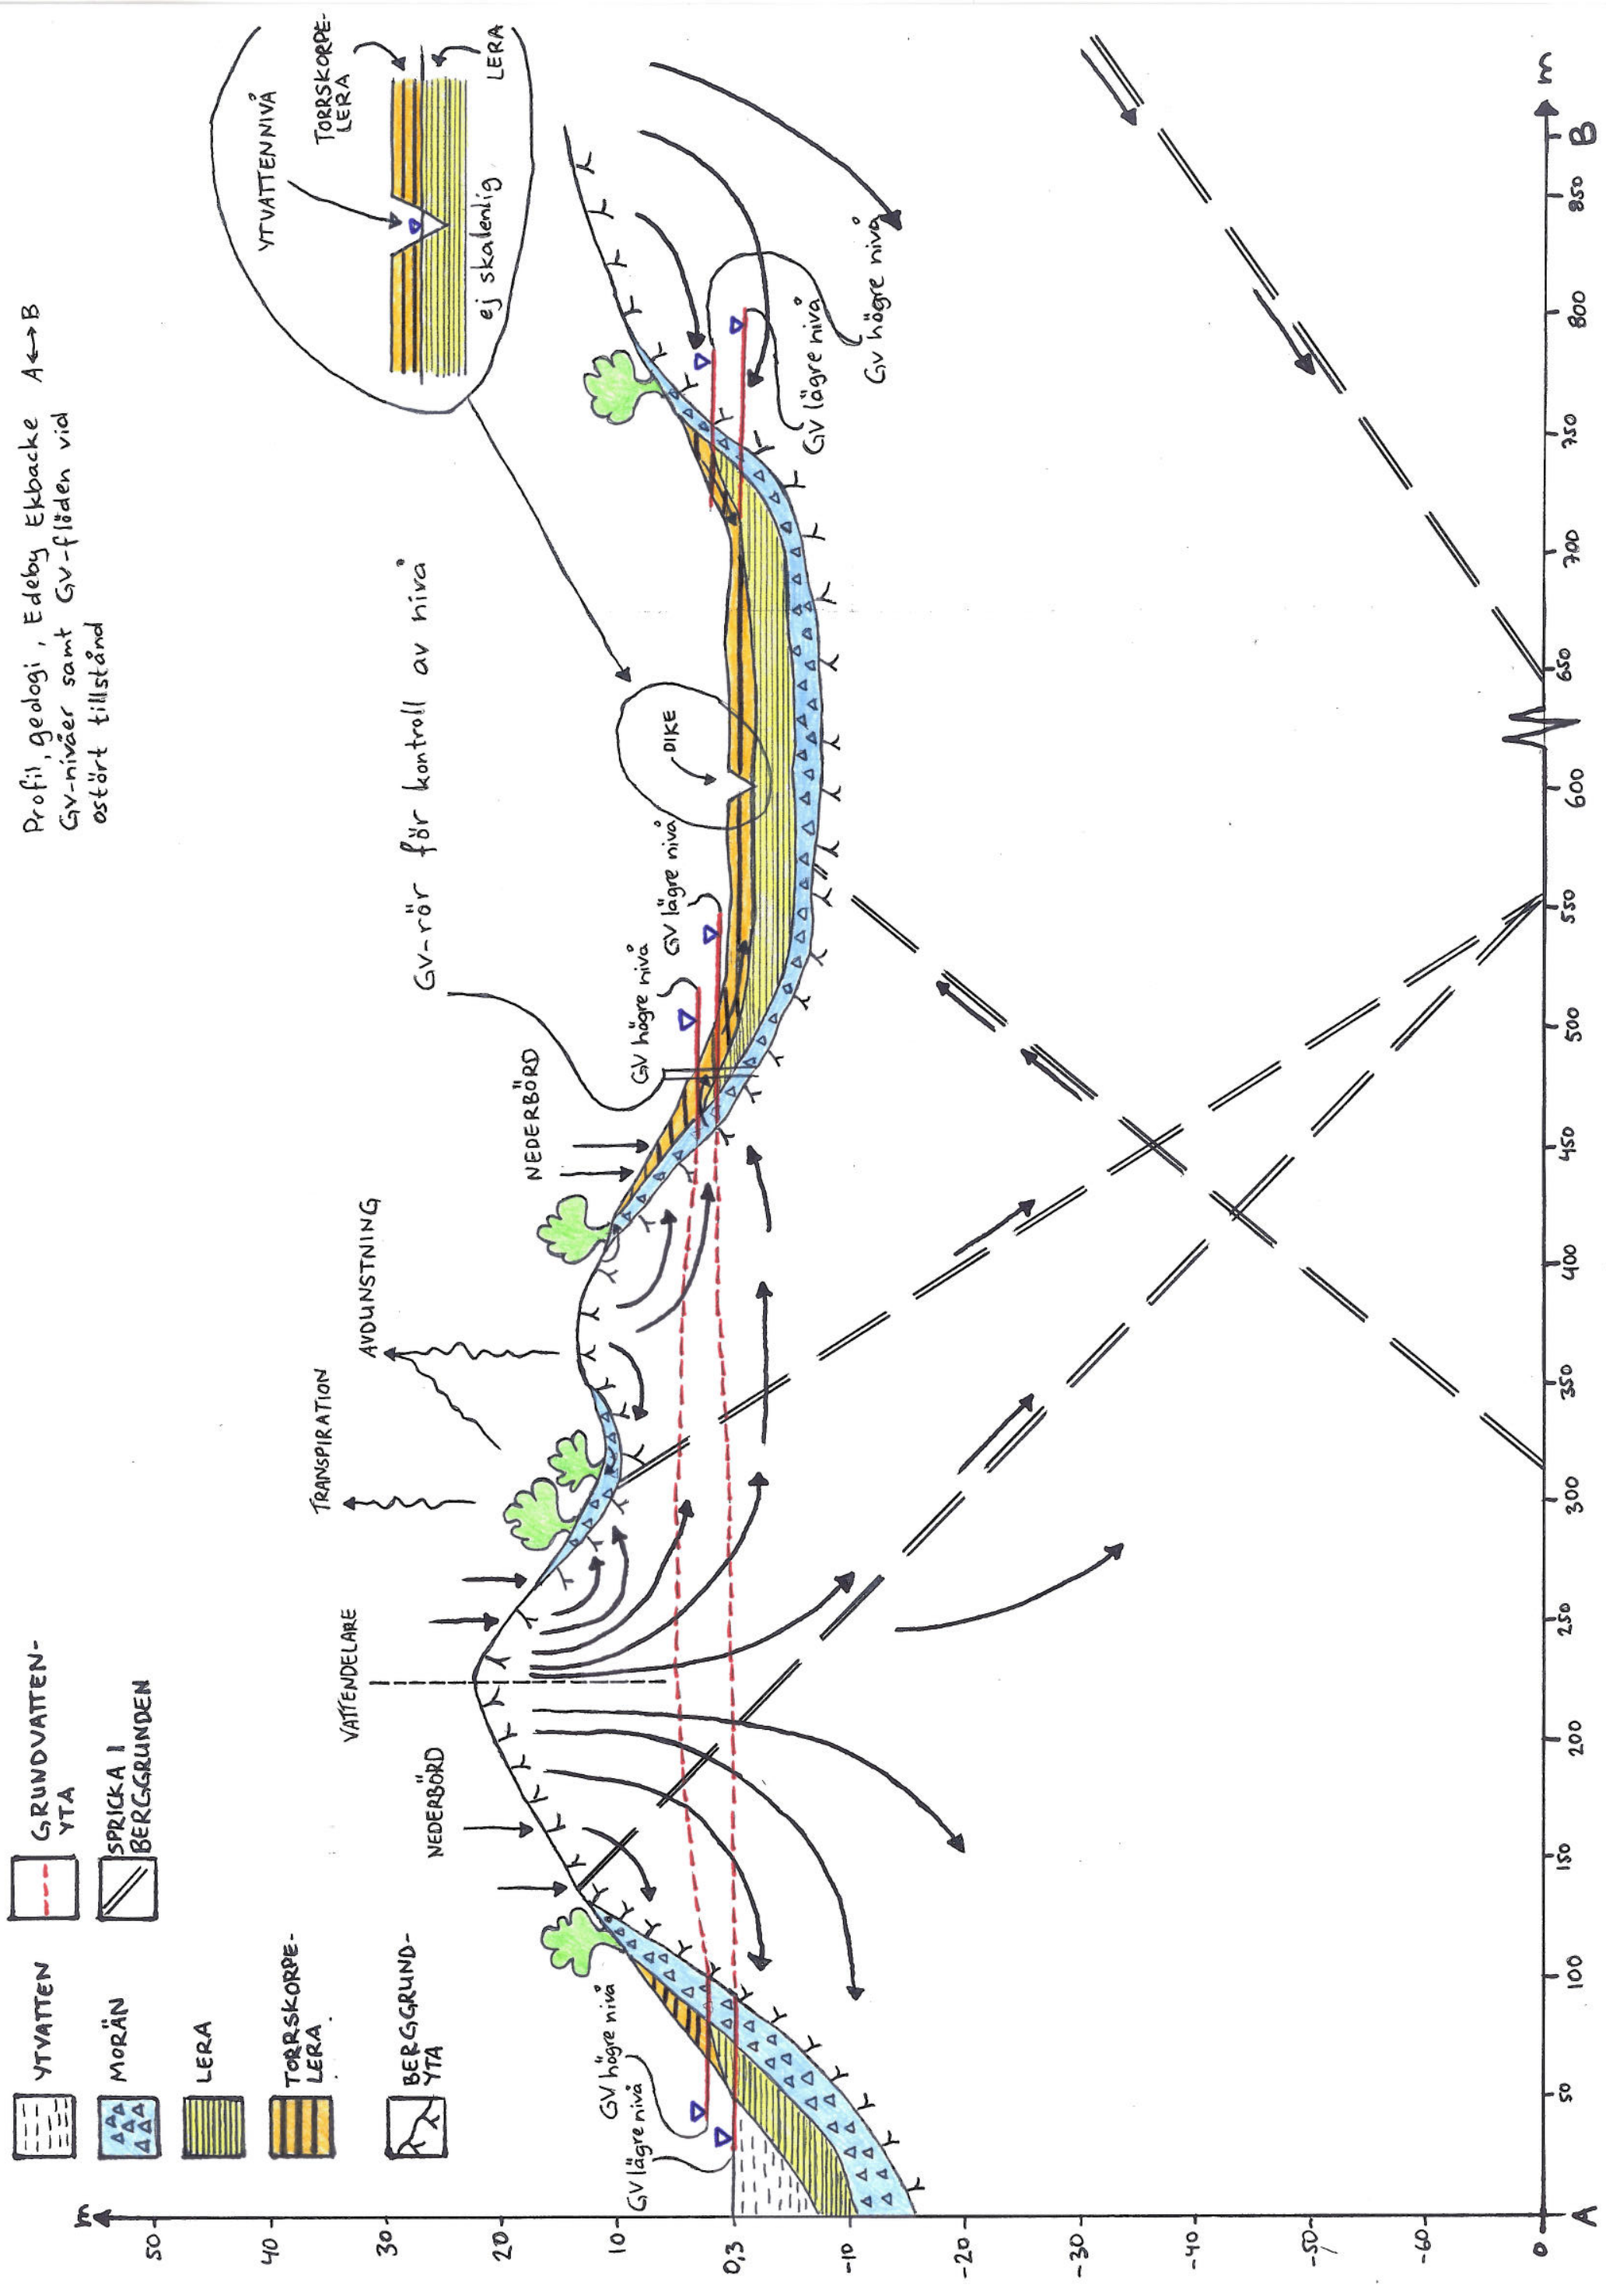 Profil, geologi, Edeby Ekbacke A↔B
Gv-nivåer samt Gv-flöden vid
ostört tillstånd
YTVATTEN
MORÄN
LERA
TORRSKORPE-
LERA.
BERGGRUND-
YTA
GRUNDVATTEN-
YTA
SPRICKA I
BERGGRUNDEN
YTVATTENNIVÅ
TORRSKORPE-
LERA
LERA
ej skalenlig
Gv-rör för kontroll av nivå
TRANSPIRATION
AVDUNSTNING
VATTENDELARE
NEDERBÖRD
NEDERBÖRD
GV högre nivå
GV lägre nivå
GV högre nivå
GV lägre nivå
DIKE
GV lägre nivå
GV högre nivå
m
50
40
30
20
10
0,3
-10
-20
-30
-40
-50
-60
0
A
50
100
150
200
250
300
350
400
450
500
550
600
650
700
750
800
850
B
m